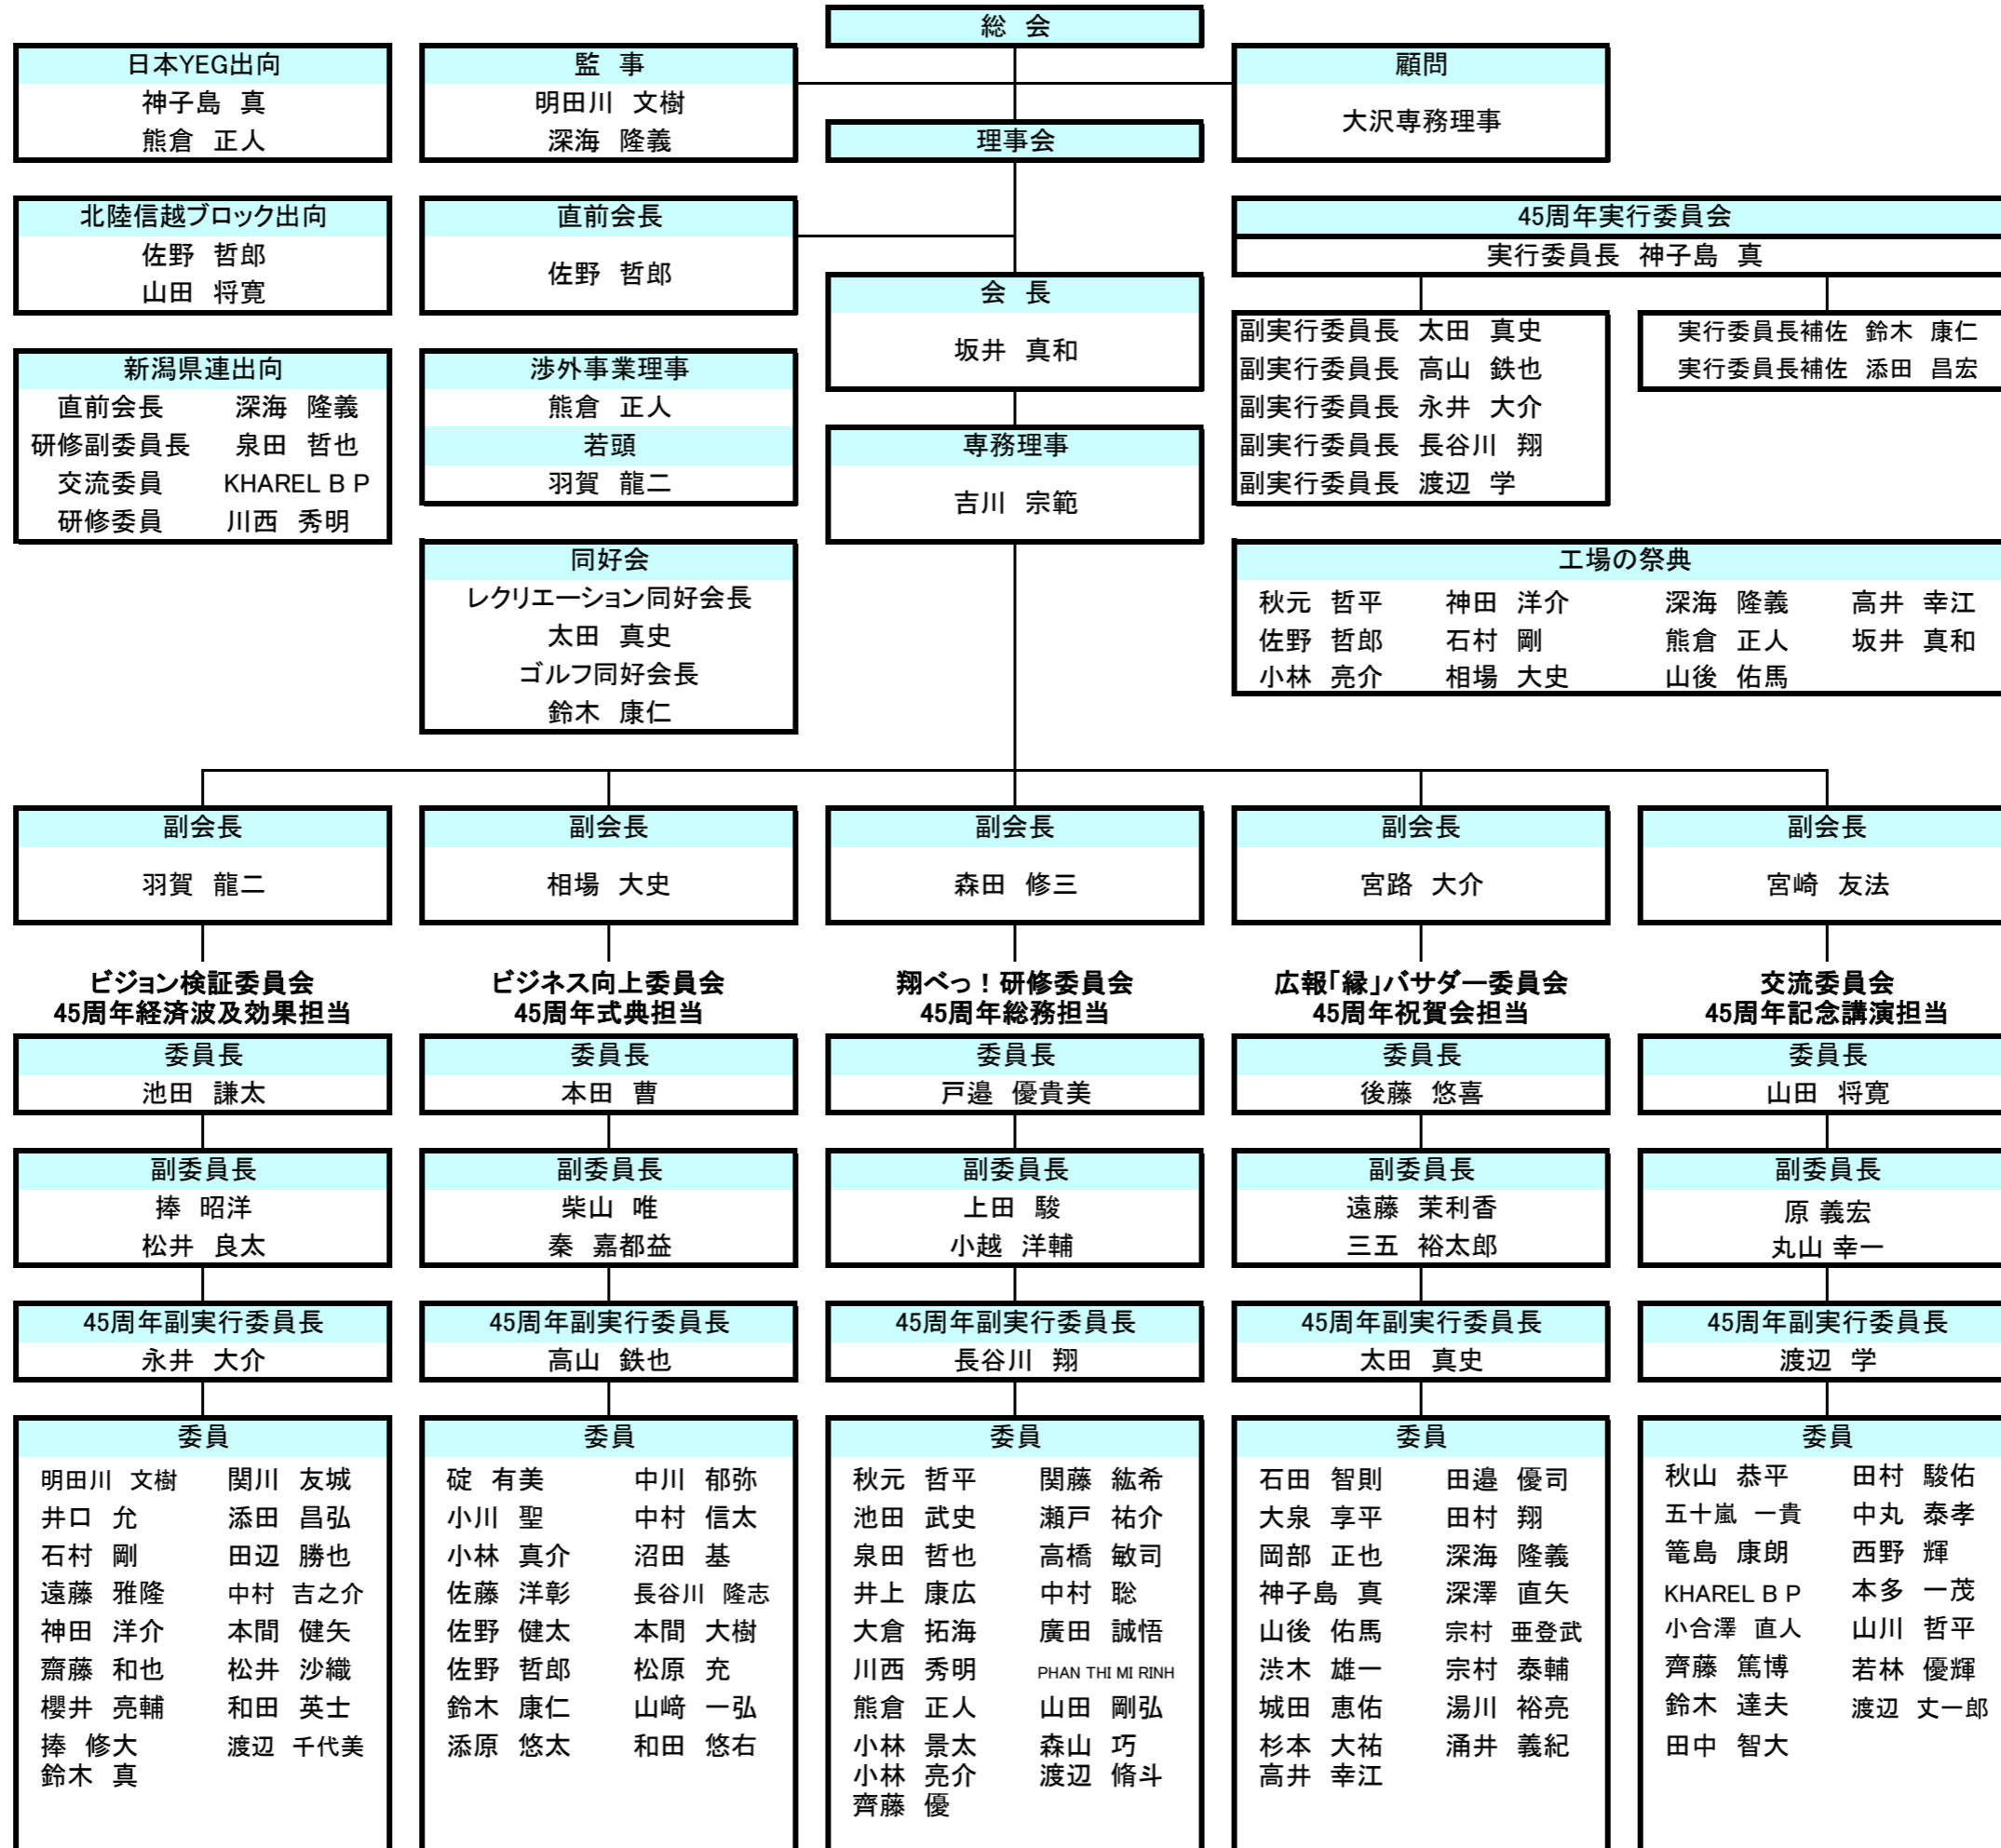 総 会
日本YEG出向
神子島 真
熊倉 正人
監 事
明田川 文樹
深海 隆義
顧問
大沢専務理事
理事会
北陸信越ブロック出向
佐野 哲郎
山田 将寛
直前会長
佐野 哲郎
45周年実行委員会
実行委員長 神子島 真
会 長
坂井 真和
副実行委員長 太田 真史
副実行委員長 高山 鉄也
副実行委員長 永井 大介
副実行委員長 長谷川 翔
副実行委員長 渡辺 学
実行委員長補佐 鈴木 康仁
実行委員長補佐 添田 昌宏
新潟県連出向
直前会長 深海 隆義
研修副委員長 泉田 哲也
交流委員 KHAREL B P
研修委員 川西 秀明
渉外事業理事
熊倉 正人
若頭
羽賀 龍二
専務理事
吉川 宗範
同好会
レクリエーション同好会長
太田 真史
ゴルフ同好会長
鈴木 康仁
工場の祭典
秋元 哲平 神田 洋介 深海 隆義 高井 幸江
佐野 哲郎 石村 剛 熊倉 正人 坂井 真和
小林 亮介 相場 大史 山後 佑馬
副会長
羽賀 龍二
ビジョン検証委員会
45周年経済波及効果担当
委員長
池田 謙太
副委員長
捧 昭洋
松井 良太
45周年副実行委員長
永井 大介
委員
明田川 文樹 関川 友城
井口 允 添田 昌弘
石村 剛 田辺 勝也
遠藤 雅隆 中村 吉之介
神田 洋介 本間 健矢
齋藤 和也 松井 沙織
櫻井 亮輔 和田 英士
捧 修大 渡辺 千代美
鈴木 真
副会長
相場 大史
ビジネス向上委員会
45周年式典担当
委員長
本田 曹
副委員長
柴山 唯
秦 嘉都益
45周年副実行委員長
高山 鉄也
委員
碇 有美 中川 郁弥
小川 聖 中村 信太
小林 真介 沼田 基
佐藤 洋彰 長谷川 隆志
佐野 健太 本間 大樹
佐野 哲郎 松原 充
鈴木 康仁 山﨑 一弘
添原 悠太 和田 悠右
副会長
森田 修三
翔べっ！研修委員会
45周年総務担当
委員長
戸邉 優貴美
副委員長
上田 駿
小越 洋輔
45周年副実行委員長
長谷川 翔
委員
秋元 哲平 関藤 紘希
池田 武史 瀬戸 祐介
泉田 哲也 高橋 敏司
井上 康広 中村 聡
大倉 拓海 廣田 誠悟
川西 秀明 PHAN THI MI RINH
熊倉 正人 山田 剛弘
小林 景太 森山 巧
小林 亮介 渡辺 脩斗
齊藤 優
副会長
宮路 大介
広報「縁」バサダー委員会
45周年祝賀会担当
委員長
後藤 悠喜
副委員長
遠藤 茉利香
三五 裕太郎
45周年副実行委員長
太田 真史
委員
石田 智則 田邉 優司
大泉 享平 田村 翔
岡部 正也 深海 隆義
神子島 真 深澤 直矢
山後 佑馬 宗村 亜登武
渋木 雄一 宗村 泰輔
城田 恵佑 湯川 裕亮
杉本 大祐 涌井 義紀
高井 幸江
副会長
宮崎 友法
交流委員会
45周年記念講演担当
委員長
山田 将寛
副委員長
原 義宏
丸山 幸一
45周年副実行委員長
渡辺 学
委員
秋山 恭平 田村 駿佑
五十嵐 一貴 中丸 泰孝
篭島 康朗 西野 輝
KHAREL B P 本多 一茂
小合澤 直人 山川 哲平
齊藤 篤博 若林 優輝
鈴木 達夫 渡辺 丈一郎
田中 智大